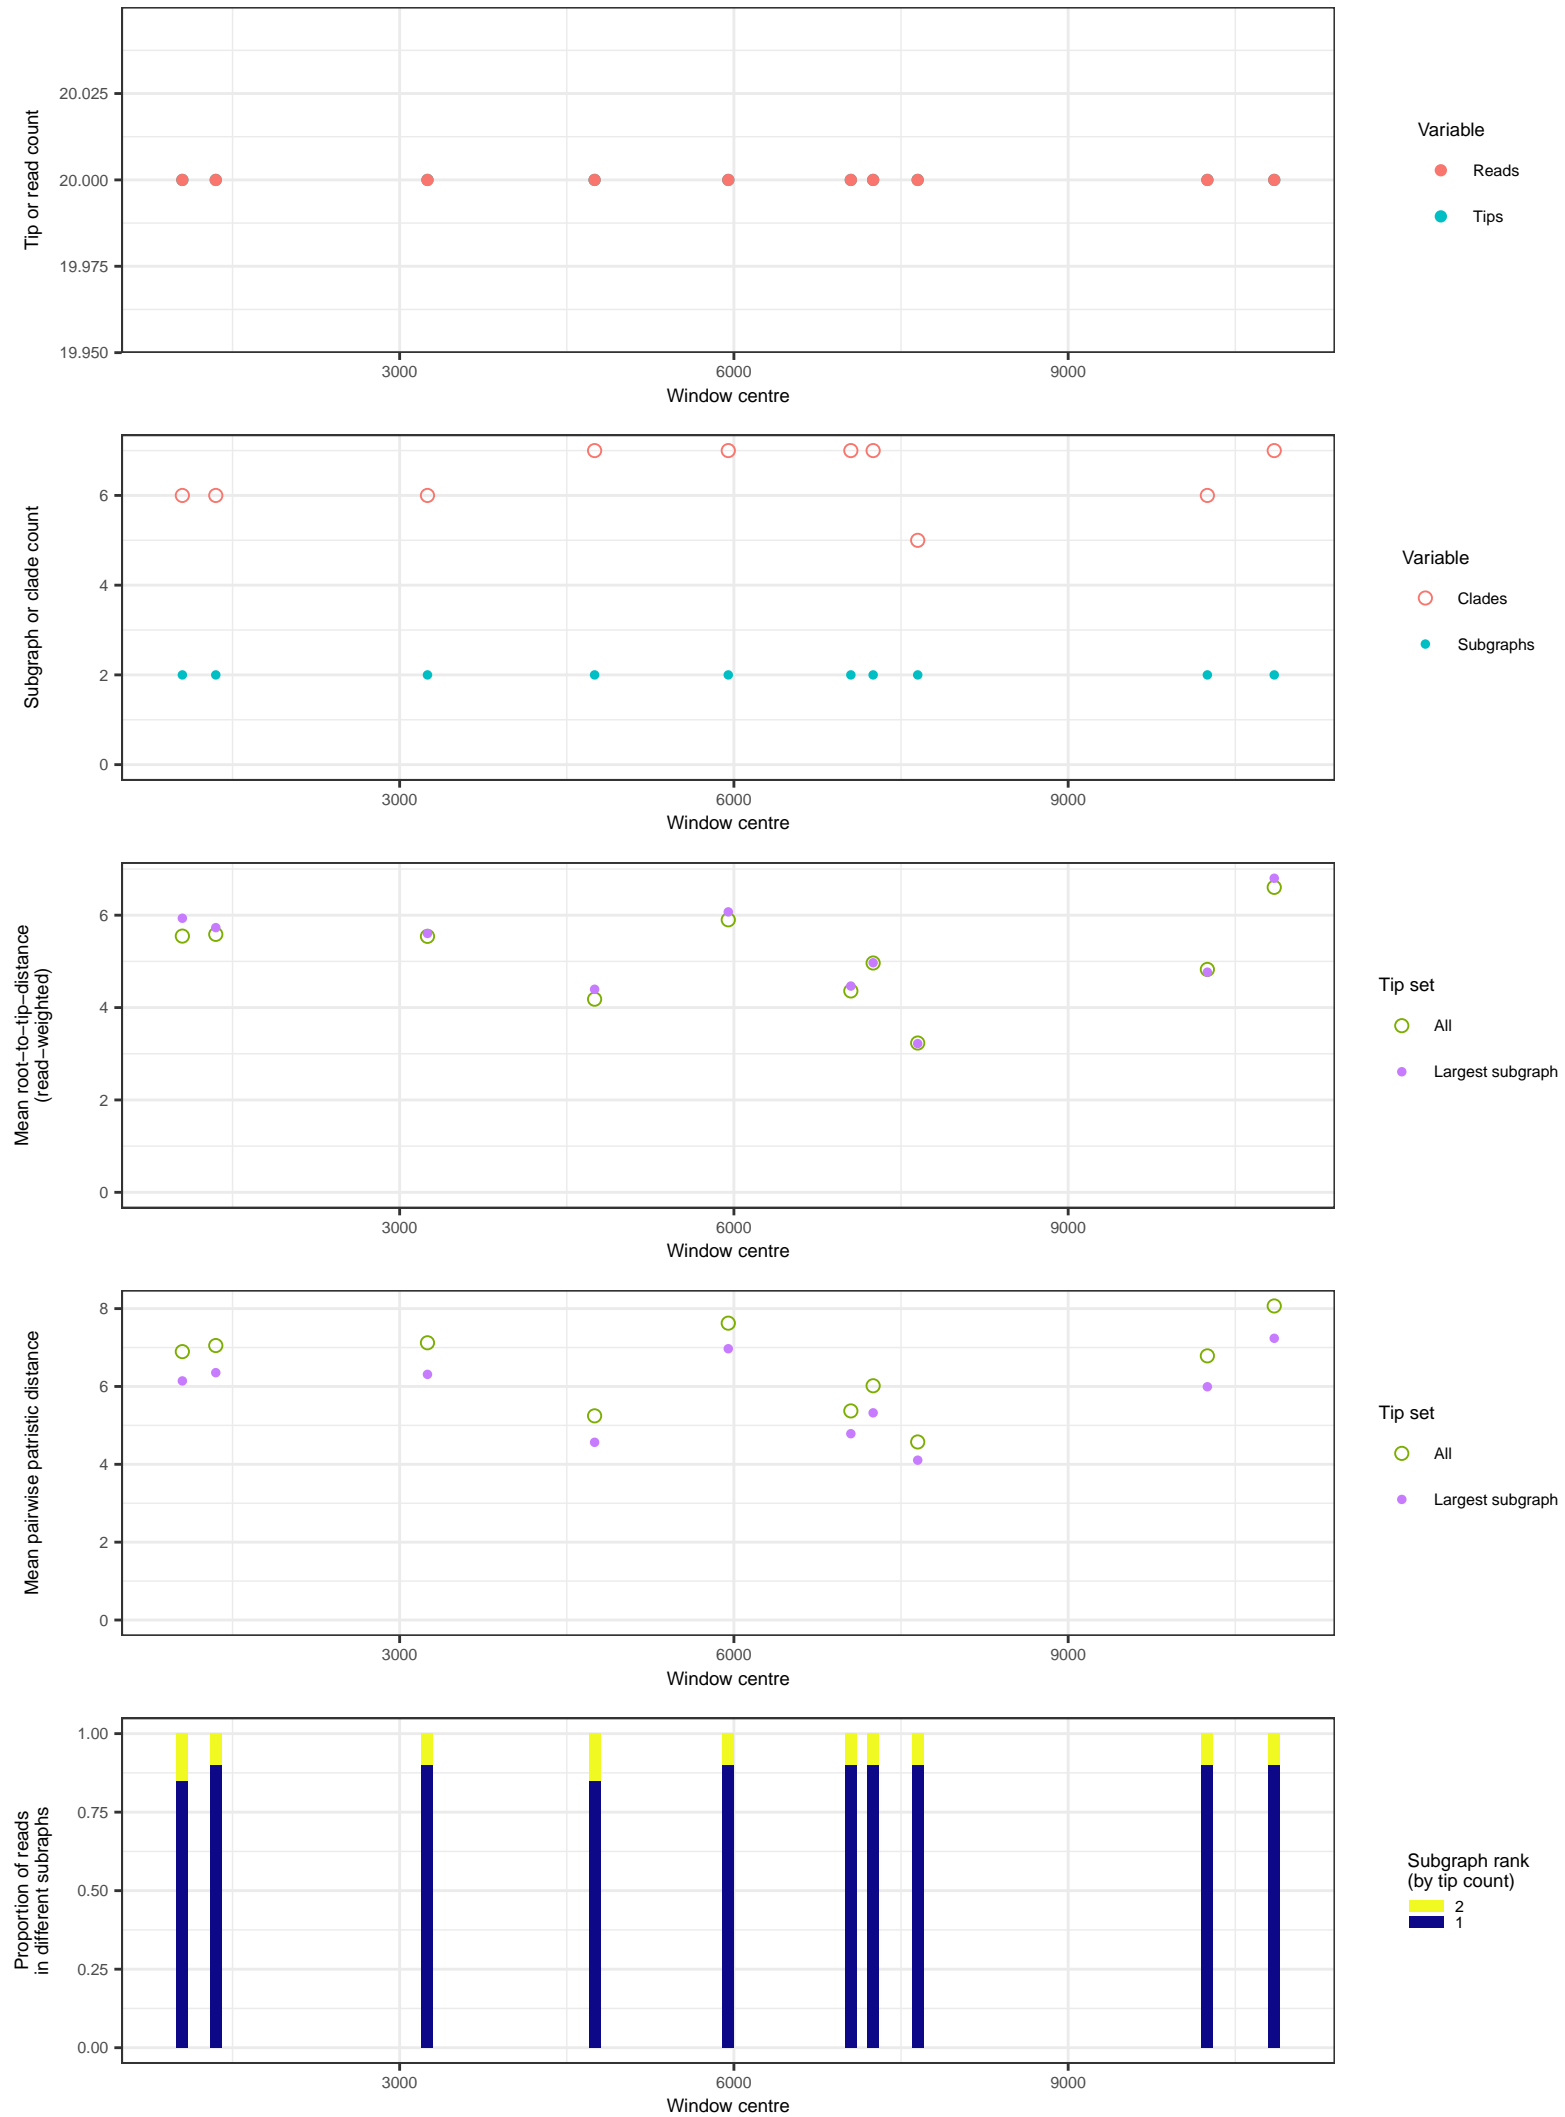 Tip or read count
20.025
20.000
19.975
19.950
3000
6000
9000
Window centre
Variable
Reads
Tips
Subgraph or clade count
6
4
2
0
3000
6000
9000
Window centre
Variable
Clades
Subgraphs
Mean root−to−tip−distance
(read−weighted)
6
4
2
0
3000
6000
9000
Window centre
Tip set
All
Largest subgraph
Mean pairwise patristic distance
8
6
4
2
0
3000
6000
9000
Window centre
Tip set
All
Largest subgraph
Proportion of reads
in different subraphs
1.00
0.75
0.50
0.25
0.00
3000
6000
9000
Window centre
Subgraph rank
(by tip count)
2
1